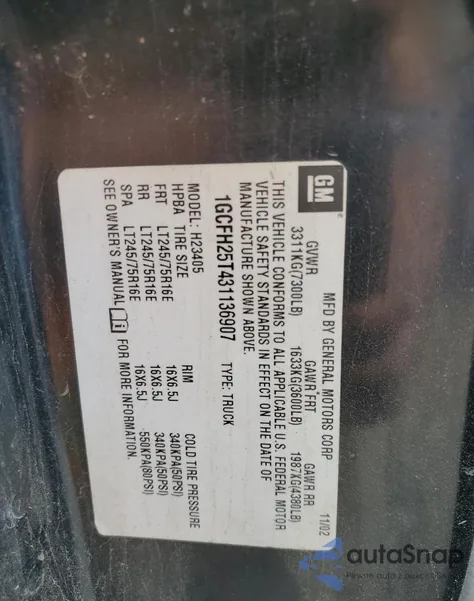 GM
MFD BY GENERAL MOTORS CORP 11/02
GVWR GAWR FRT GAWR RR
3311KG(7300LB) 1633KG(3600LB) 1987KG(4380LB)
THIS VEHICLE CONFORMS TO ALL APPLICABLE U.S. FEDERAL MOTOR
VEHICLE SAFETY STANDARDS IN EFFECT ON THE DATE OF
MANUFACTURE SHOWN ABOVE.
1GCFH25T431136907 TYPE: TRUCK
MODEL: H23405
HPBA TIRE SIZE RIM COLD TIRE PRESSURE
FRT LT245/75R16E 16X6.5J 340KPA(50PSI)
RR LT245/75R16E 16X6.5J 340KPA(50PSI)
SPA LT245/75R16E 16X6.5J 550KPA(80PSI)
SEE OWNER'S MANUAL FOR MORE INFORMATION.
autoSnap